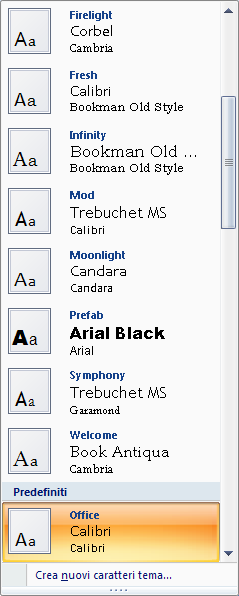 Aa
Firelight
Corbel
Cambria
Aa
Fresh
Calibri
Bookman Old Style
Aa
Infinity
Bookman Old ...
Bookman Old Style
Aa
Mod
Trebuchet MS
Calibri
Aa
Moonlight
Candara
Candara
Aa
Prefab
Arial Black
Arial
Aa
Symphony
Trebuchet MS
Garamond
Aa
Welcome
Book Antiqua
Cambria
Predefiniti
Aa
Office
Calibri
Calibri
Crea nuovi caratteri tema...